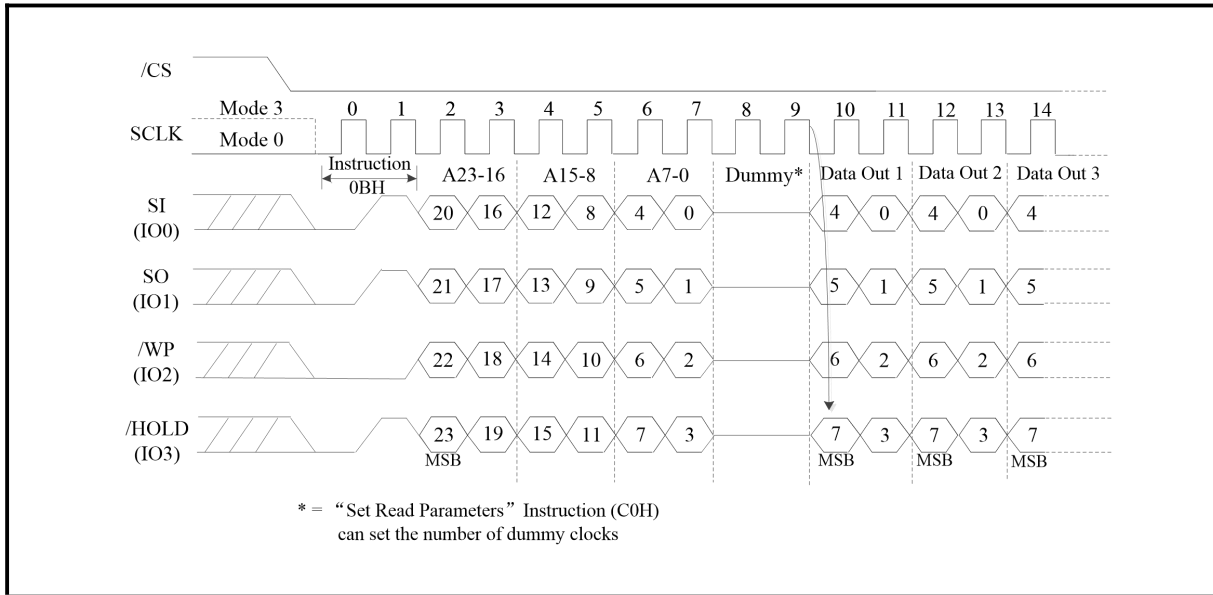 /CS
Mode 3 0 1 2 3 4 5 6 7 8 9 10 11 12 13 14
SCLK Mode 0
Instruction
0BH A23-16 A15-8 A7-0 Dummy* Data Out 1 Data Out 2 Data Out 3
SI
(IO0) 20 16 12 8 4 0 4 0 4 0 4
SO
(IO1) 21 17 13 9 5 1 5 1 5 1 5
/WP
(IO2) 22 18 14 10 6 2 6 2 6 2 6
/HOLD
(IO3) 23 19 15 11 7 3 7 3 7 3 7
MSB MSB MSB MSB
* = “Set Read Parameters” Instruction (C0H)
can set the number of dummy clocks